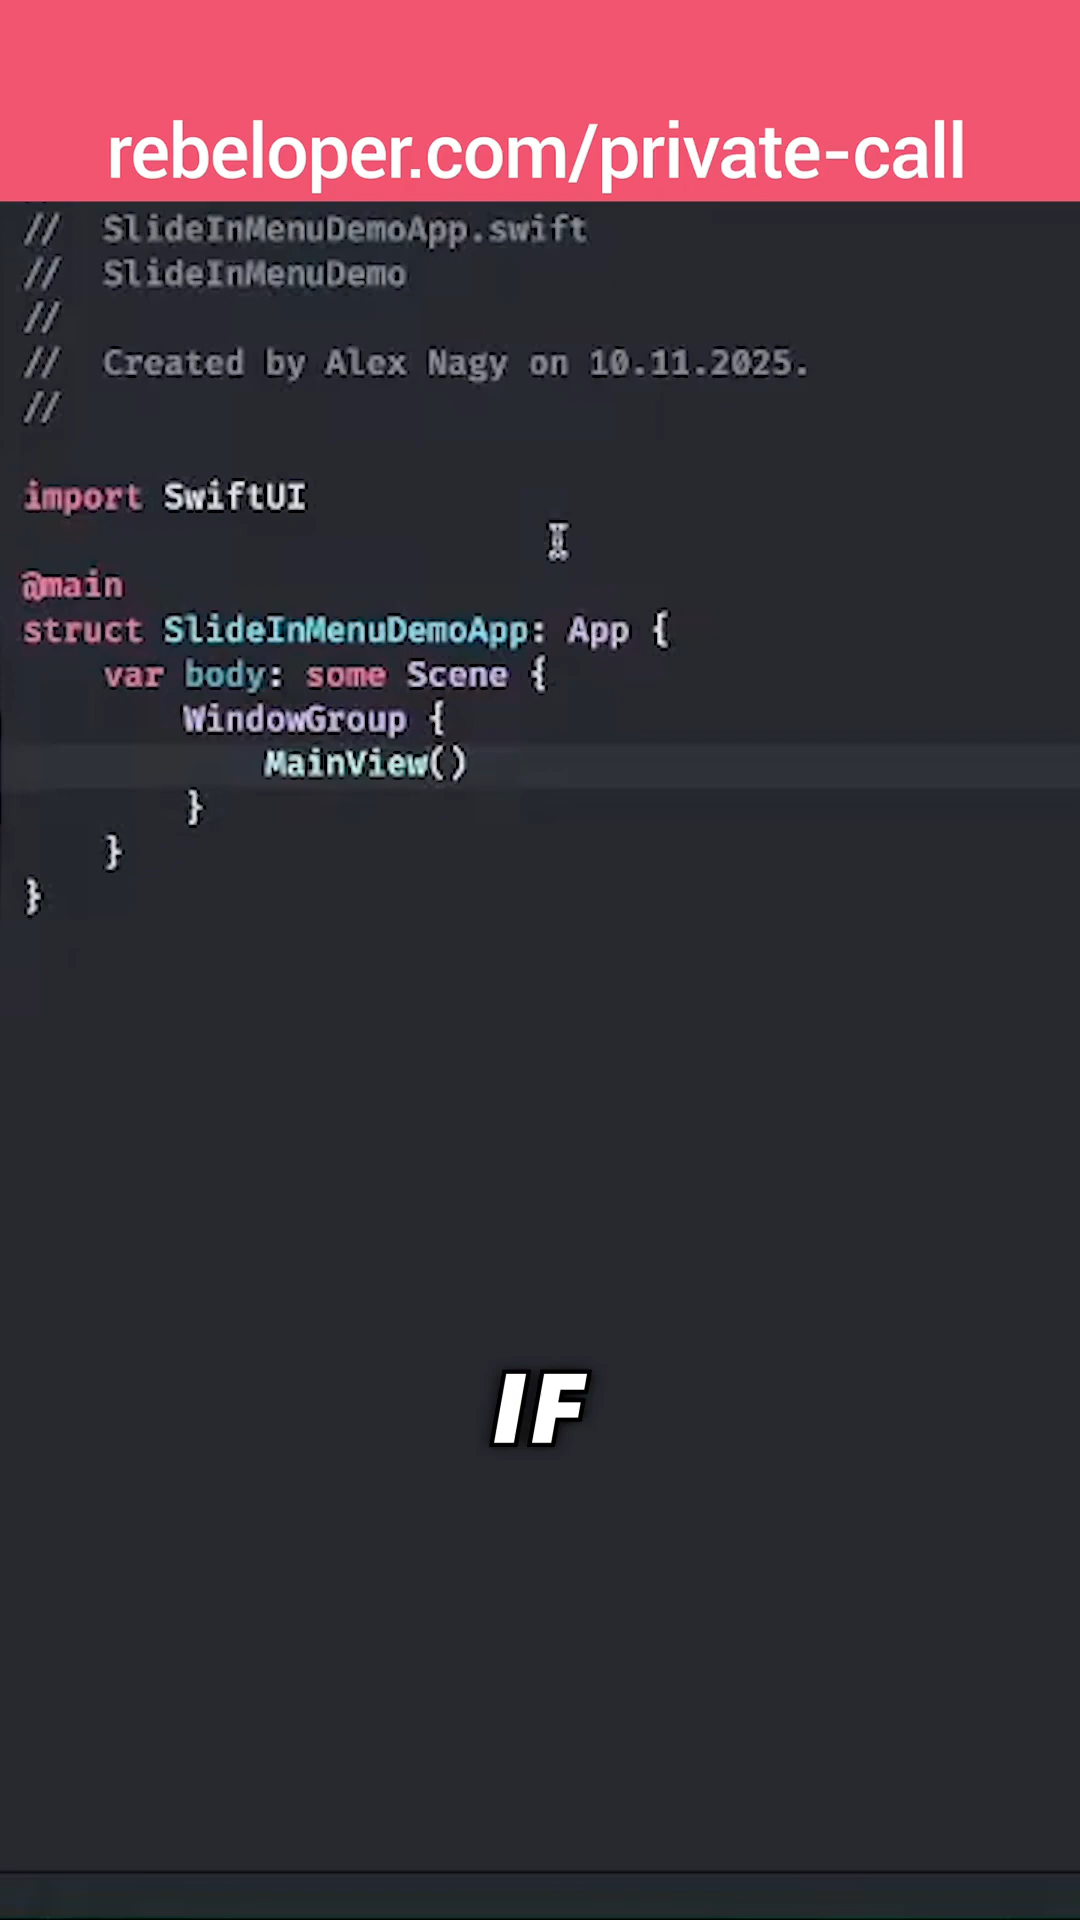 rebeloper.com/private-call
//  SlideInMenuDemoApp.swift
//  SlideInMenuDemo
//
//  Created by Alex Nagy on 10.11.2025.
//
import SwiftUI
@main
struct SlideInMenuDemoApp: App {
    var body: some Scene {
        WindowGroup {
            MainView()
        }
    }
}
IF